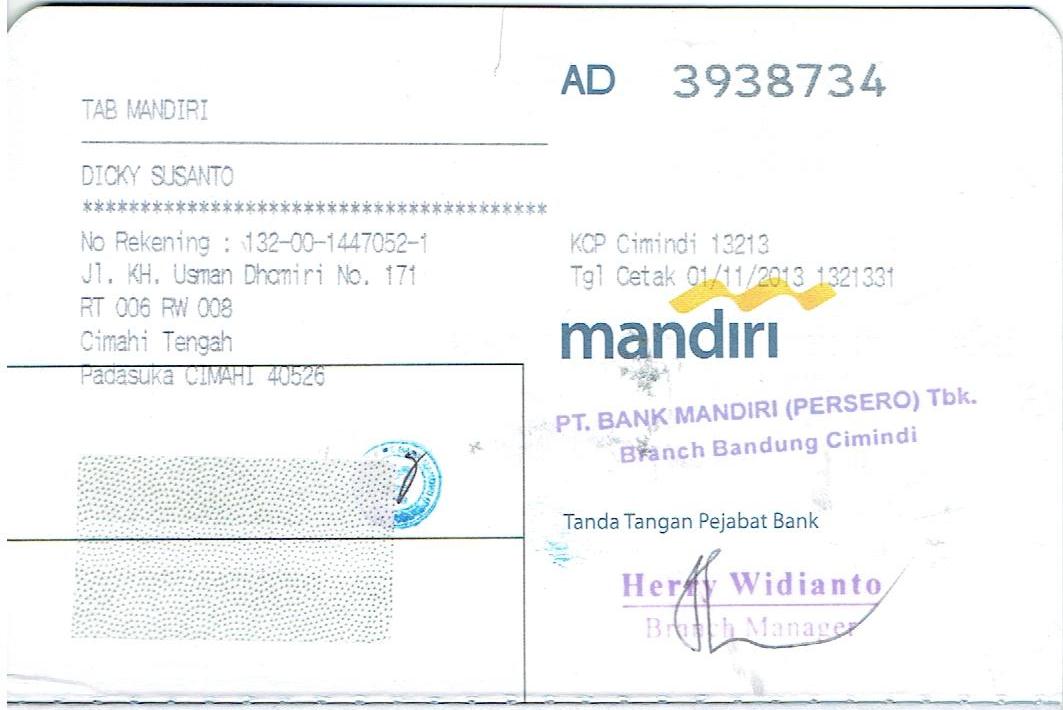 TAB MANDIRI
DICKY SUSANTO
****************************************
No Rekening : 132-00-1447052-1
Jl. KH. Usman Dhomiri No. 171
RT 006 RW 008
Cimahi Tengah
Padasuka CIMAHI 40526
AD 3938734
KCP Cimindi 13213
Tgl Cetak 01/11/2013 1321331
mandiri
PT. BANK MANDIRI (PERSERO) Tbk.
Branch Bandung Cimindi
Tanda Tangan Pejabat Bank
Herry Widianto
Branch Manager